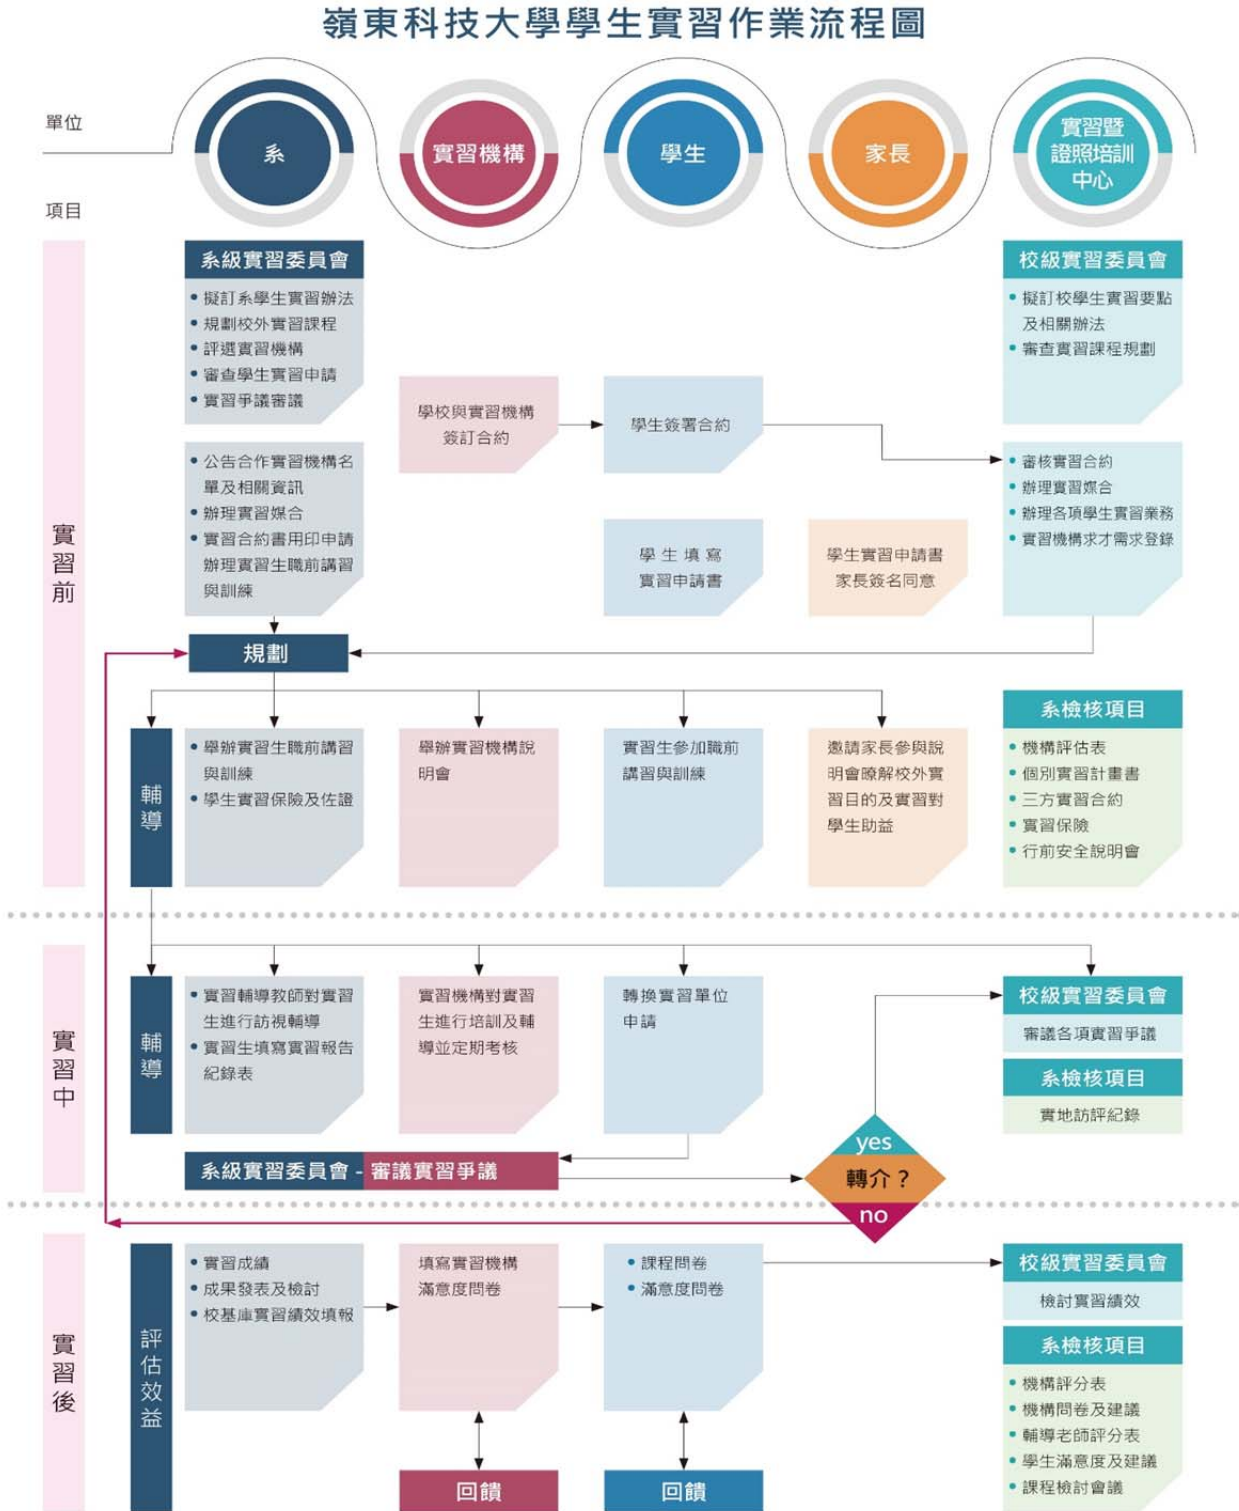 嶺東科技大學學生實習作業流程圖
單位
系
實習機構
學生
家長
實習暨
證照培訓
中心
項目
實習前
系級實習委員會
• 擬訂系學生實習辦法
• 規劃校外實習課程
• 評選實習機構
• 審查學生實習申請
• 實習爭議審議
校級實習委員會
• 擬訂校學生實習要點
及相關辦法
• 審查實習課程規劃
學校與實習機構
簽訂合約
學生簽署合約
• 公告合作實習機構名
單及相關資訊
• 辦理實習媒合
• 實習合約書用印申請
辦理實習生職前講習
與訓練
學生填寫
實習申請書
學生實習申請書
家長簽名同意
• 審核實習合約
• 辦理實習媒合
• 辦理各項學生實習業務
• 實習機構求才需求登錄
規劃
輔導
• 舉辦實習生職前講習
與訓練
• 學生實習保險及佐證
舉辦實習機構說
明會
實習生參加職前
講習與訓練
邀請家長參與說
明會瞭解校外實
習目的及實習對
學生助益
系檢核項目
• 機構評估表
• 個別實習計畫書
• 三方實習合約
• 實習保險
• 行前安全說明會
實習中
輔導
• 實習輔導教師對實習
生進行訪視輔導
• 實習生填寫實習報告
紀錄表
實習機構對實習
生進行培訓及輔
導並定期考核
轉換實習單位
申請
校級實習委員會
審議各項實習爭議
系檢核項目
實地訪評紀錄
系級實習委員會 - 審議實習爭議
yes
轉介？
no
實習後
評估效益
• 實習成績
• 成果發表及檢討
• 校基庫實習績效填報
填寫實習機構
滿意度問卷
• 課程問卷
• 滿意度問卷
校級實習委員會
檢討實習績效
系檢核項目
• 機構評分表
• 機構問卷及建議
• 輔導老師評分表
• 學生滿意度及建議
• 課程檢討會議
回饋
回饋